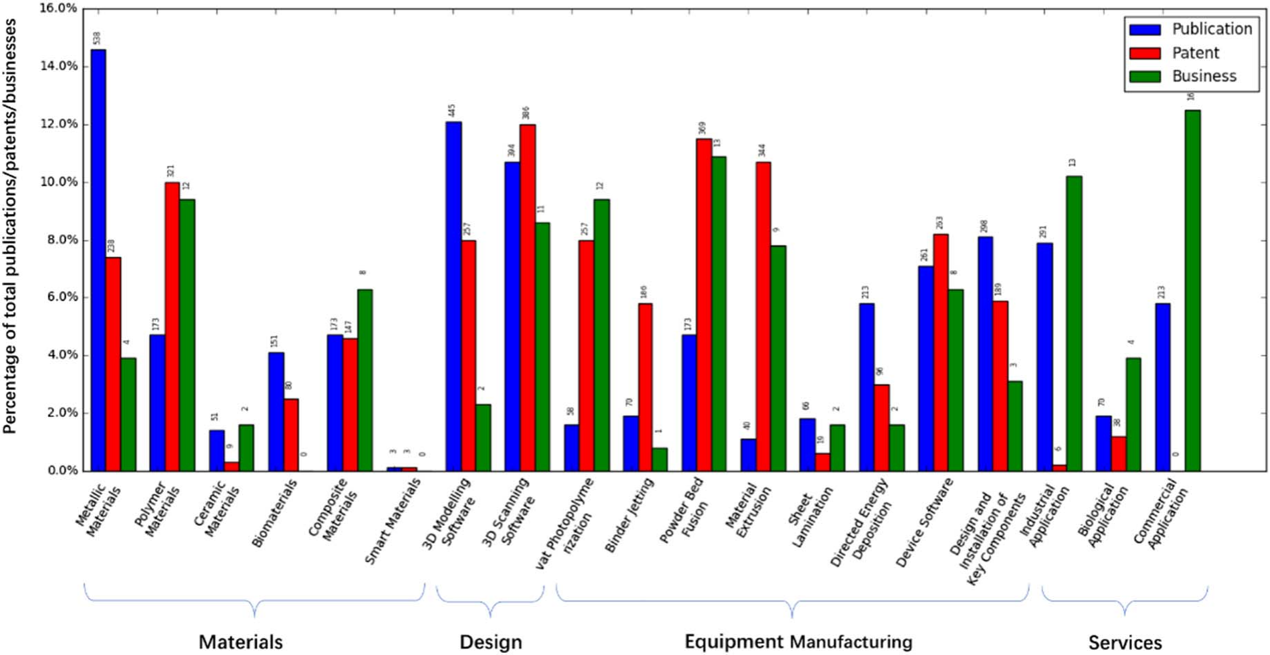 Percentage of total publications/patents/businesses
16.0%
14.0%
12.0%
10.0%
8.0%
6.0%
4.0%
2.0%
0.0%
Publication
Patent
Business
538
238
4
173
321
12
51
9
2
151
80
0
173
147
8
3
3
0
445
257
2
394
386
11
58
257
12
70
186
1
173
369
13
40
344
9
66
19
2
213
96
2
261
263
8
298
189
3
291
6
13
70
38
4
213
0
16
Metallic
Materials
Polymer
Materials
Ceramic
Materials
Biomaterials
Composite
Materials
Smart Materials
3D Modelling
Software
3D Scanning
Software
vat Photopolyme
rization
Binder Jetting
Powder Bed
Fusion
Material
Extrusion
Sheet
Lamination
Directed Energy
Deposition
Device Software
Design and
Installation of
Key Components
Industrial
Application
Biological
Application
Commercial
Application
Materials
Design
Equipment Manufacturing
Services